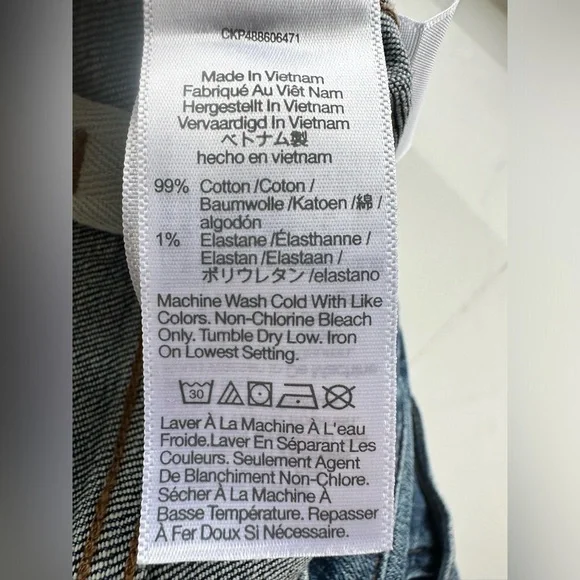 CKP488606471
Made In Vietnam
Fabriqué Au Viêt Nam
Hergestellt In Vietnam
Vervaardigd In Vietnam
ベトナム製
hecho en vietnam
99% Cotton /Coton /
Baumwolle /Katoen /綿 /
algodón
1% Elastane /Élasthanne /
Elastan /Elastaan /
ポリウレタン /elastano
Machine Wash Cold With Like
Colors. Non-Chlorine Bleach
Only. Tumble Dry Low. Iron
On Lowest Setting.
30
Laver À La Machine À L'eau
Froide.Laver En Séparant Les
Couleurs. Seulement Agent
De Blanchiment Non-Chlore.
Sécher À La Machine À
Basse Température. Repasser
À Fer Doux Si Nécessaire.